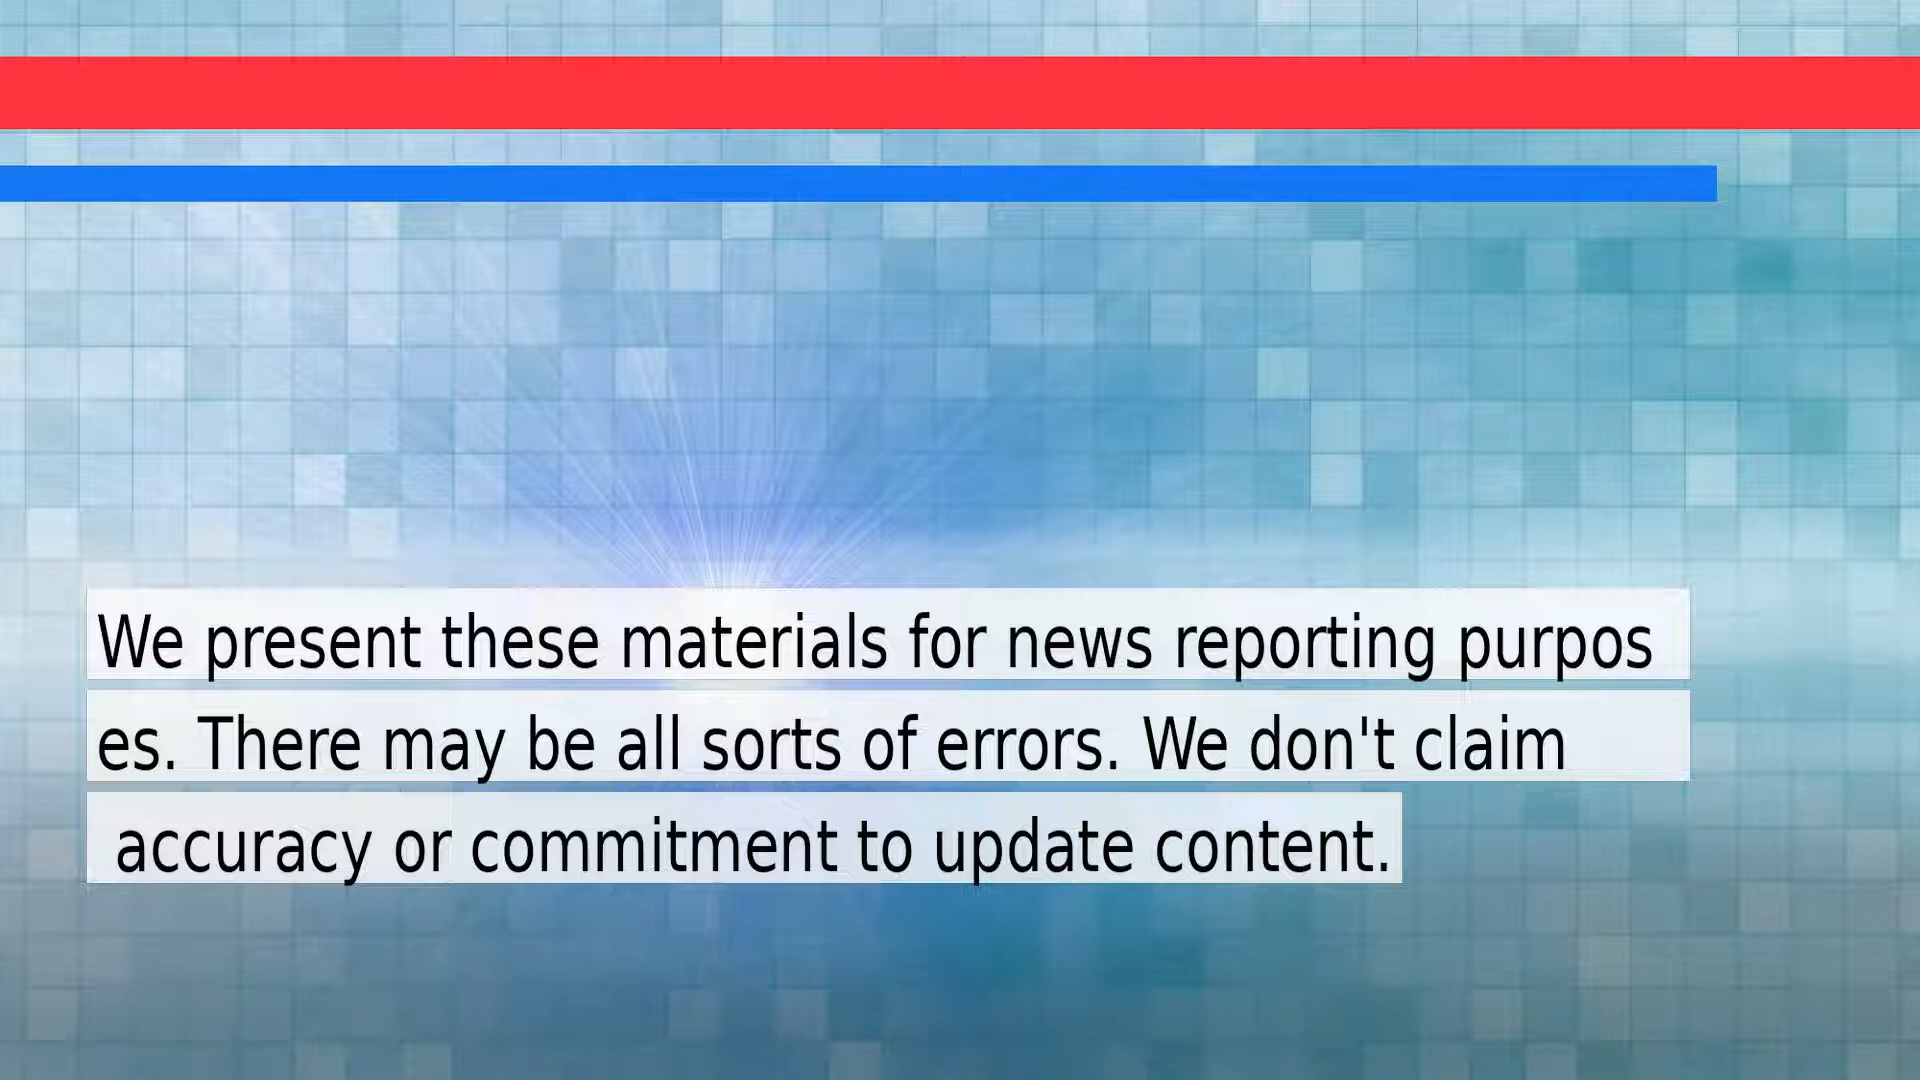 We present these materials for news reporting purpos
es. There may be all sorts of errors. We don't claim
accuracy or commitment to update content.